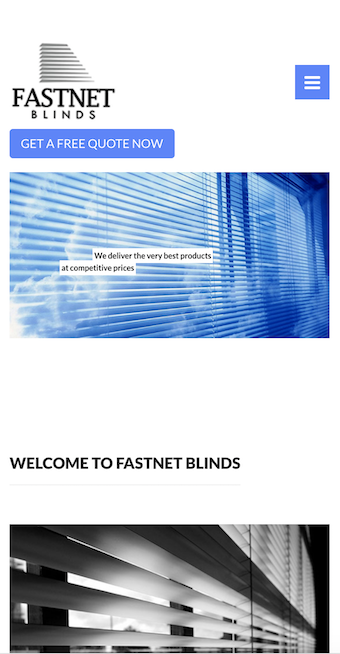 FASTNET
BLINDS
GET A FREE QUOTE NOW
We deliver the very best products
at competitive prices
WELCOME TO FASTNET BLINDS